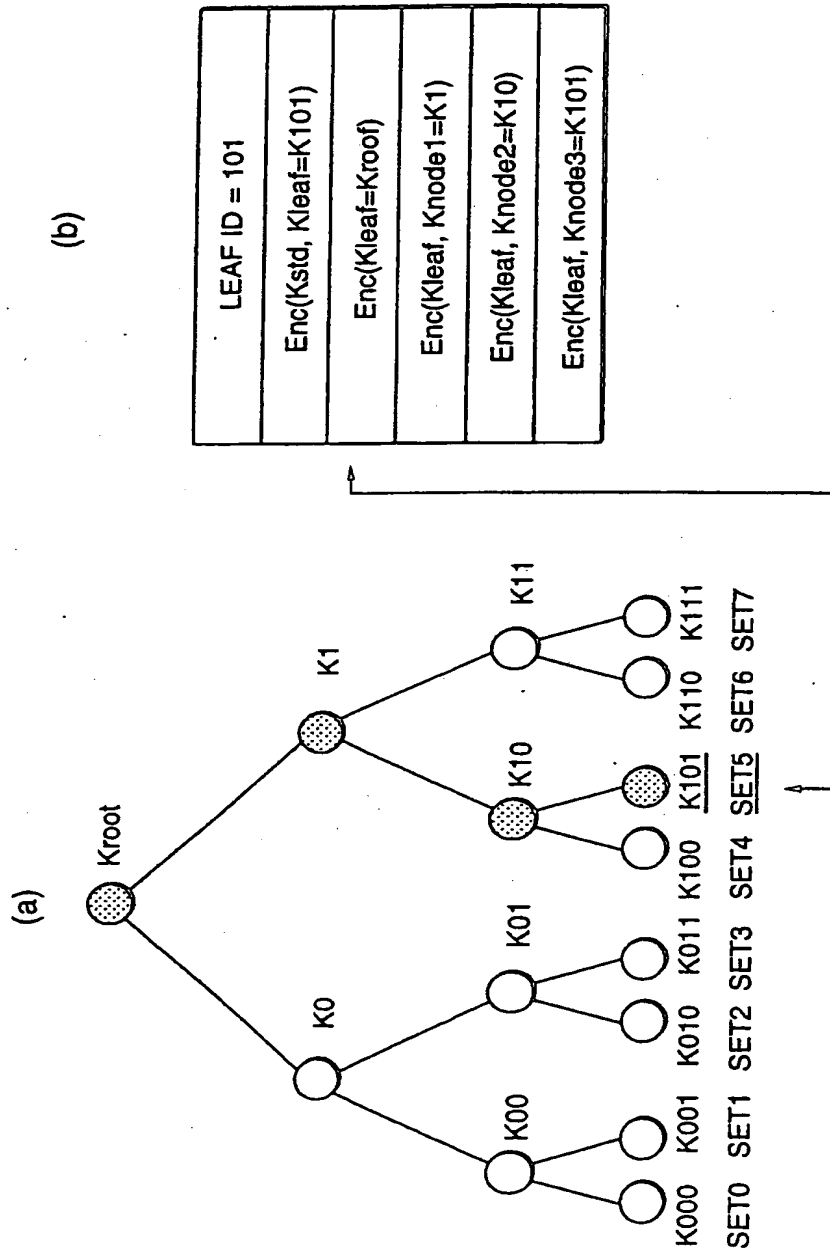 (a)
Kroot
K0
K1
K00
K01
K10
K11
K000 K001 K010 K011 K100 K101 K110 K111
SET0 SET1 SET2 SET3 SET4 SET5 SET6 SET7
(b)
LEAF ID = 101
Enc(Kstd, Kleaf=K101)
Enc(Kleaf=Kroof)
Enc(Kleaf, Knode1=K1)
Enc(Kleaf, Knode2=K10)
Enc(Kleaf, Knode3=K101)